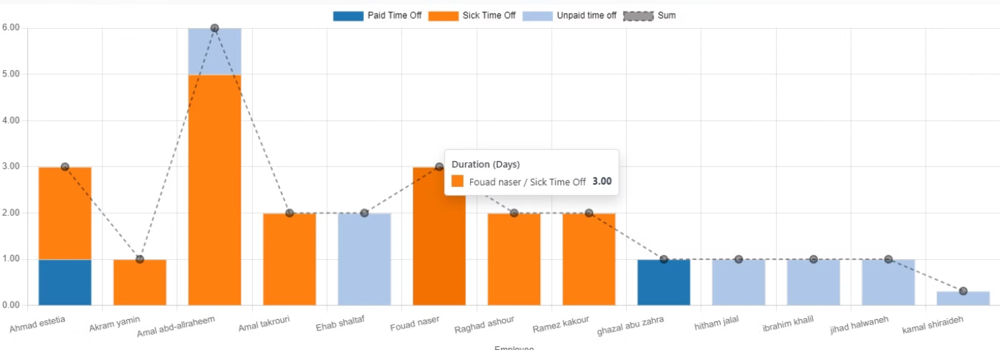 Paid Time Off Sick Time Off Unpaid time off Sum
6.00
5.00
4.00
3.00
2.00
1.00
0.00
Duration (Days)
Fouad naser / Sick Time Off 3.00
Ahmad estetia Akram yamin Amal abd-allraheem Amal takrouri Ehab shaltaf Fouad naser Raghad ashour Ramez kakour ghazal abu zahra hitham jalal ibrahim khalil jihad halwaneh kamal shiraideh
Employee